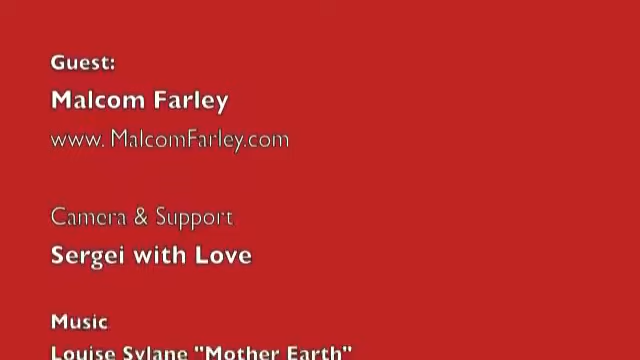 Guest:
Malcom Farley
www. MalcomFarley.com
Camera & Support
Sergei with Love
Music
Louise Sylane "Mother Earth"